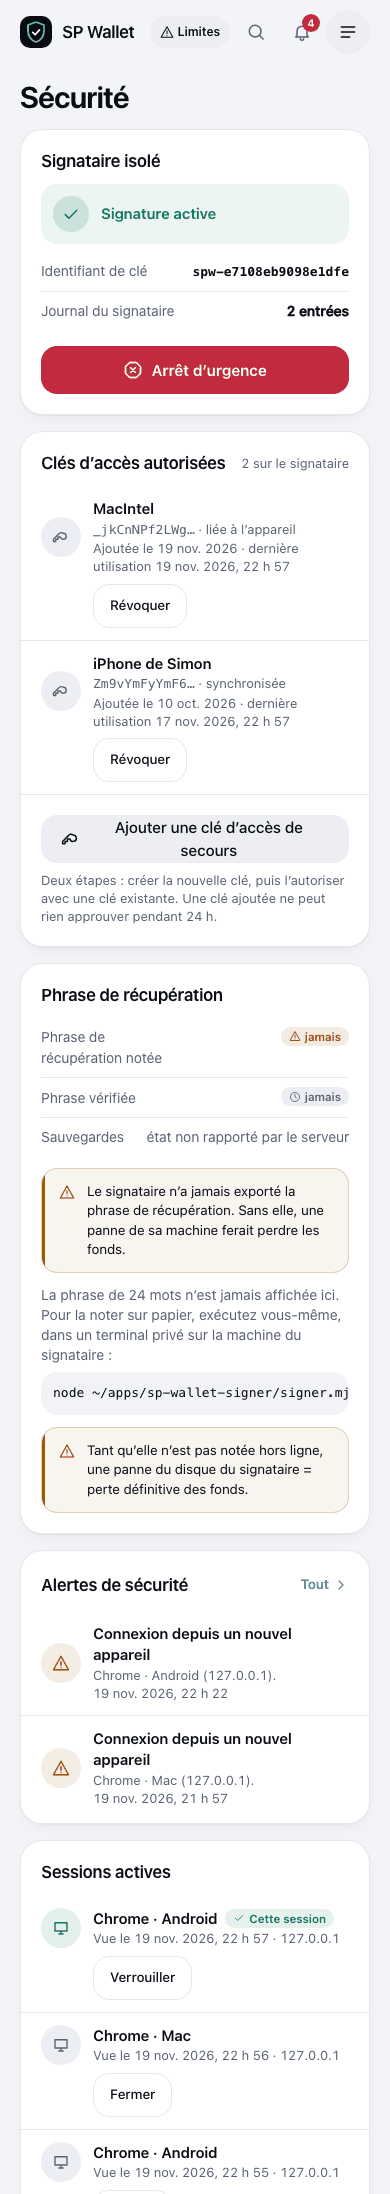 SP Wallet
Limites
4
Sécurité
Signataire isolé
Signature active
Identifiant de clé
spw-e7108eb9098e1dfe
Journal du signataire
2 entrées
Arrêt d’urgence
Clés d’accès autorisées
2 sur le signataire
MacIntel
_jkCnNPf2LWg… · liée à l’appareil
Ajoutée le 19 nov. 2026 · dernière
utilisation 19 nov. 2026, 22 h 57
Révoquer
iPhone de Simon
Zm9vYmFyYmF6… · synchronisée
Ajoutée le 10 oct. 2026 · dernière
utilisation 17 nov. 2026, 22 h 57
Révoquer
Ajouter une clé d’accès de
secours
Deux étapes : créer la nouvelle clé, puis l’autoriser
avec une clé existante. Une clé ajoutée ne peut
rien approuver pendant 24 h.
Phrase de récupération
Phrase de
récupération notée
jamais
Phrase vérifiée
jamais
Sauvegardes
état non rapporté par le serveur
Le signataire n’a jamais exporté la
phrase de récupération. Sans elle, une
panne de sa machine ferait perdre les
fonds.
La phrase de 24 mots n’est jamais affichée ici.
Pour la noter sur papier, exécutez vous-même,
dans un terminal privé sur la machine du
signataire :
node ~/apps/sp-wallet-signer/signer.mj
Tant qu’elle n’est pas notée hors ligne,
une panne du disque du signataire =
perte définitive des fonds.
Alertes de sécurité
Tout
Connexion depuis un nouvel
appareil
Chrome · Android (127.0.0.1).
19 nov. 2026, 22 h 22
Connexion depuis un nouvel
appareil
Chrome · Mac (127.0.0.1).
19 nov. 2026, 21 h 57
Sessions actives
Chrome · Android
Cette session
Vue le 19 nov. 2026, 22 h 57 · 127.0.0.1
Verrouiller
Chrome · Mac
Vue le 19 nov. 2026, 22 h 56 · 127.0.0.1
Fermer
Chrome · Android
Vue le 19 nov. 2026, 22 h 55 · 127.0.0.1